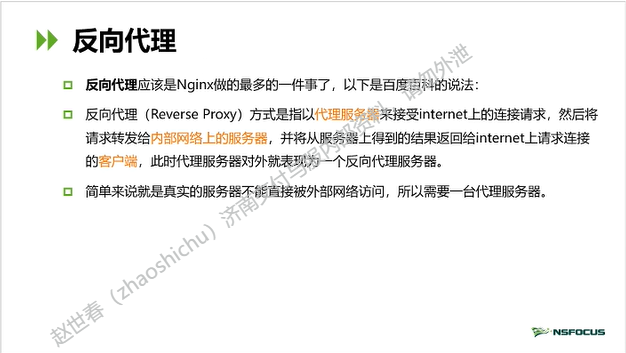 反向代理
反向代理应该是Nginx做的最多的一件事了，以下是百度百科的说法：
反向代理（Reverse Proxy）方式是指以代理服务器来接受internet上的连接请求，然后将
请求转发给内部网络上的服务器，并将从服务器上得到的结果返回给internet上请求连接
的客户端，此时代理服务器对外就表现为一个反向代理服务器。
简单来说就是真实的服务器不能直接被外部网络访问，所以需要一台代理服务器。
赵世春（zhaoshichu）济南交付与服内部资料，请勿外泄
NSFOCUS